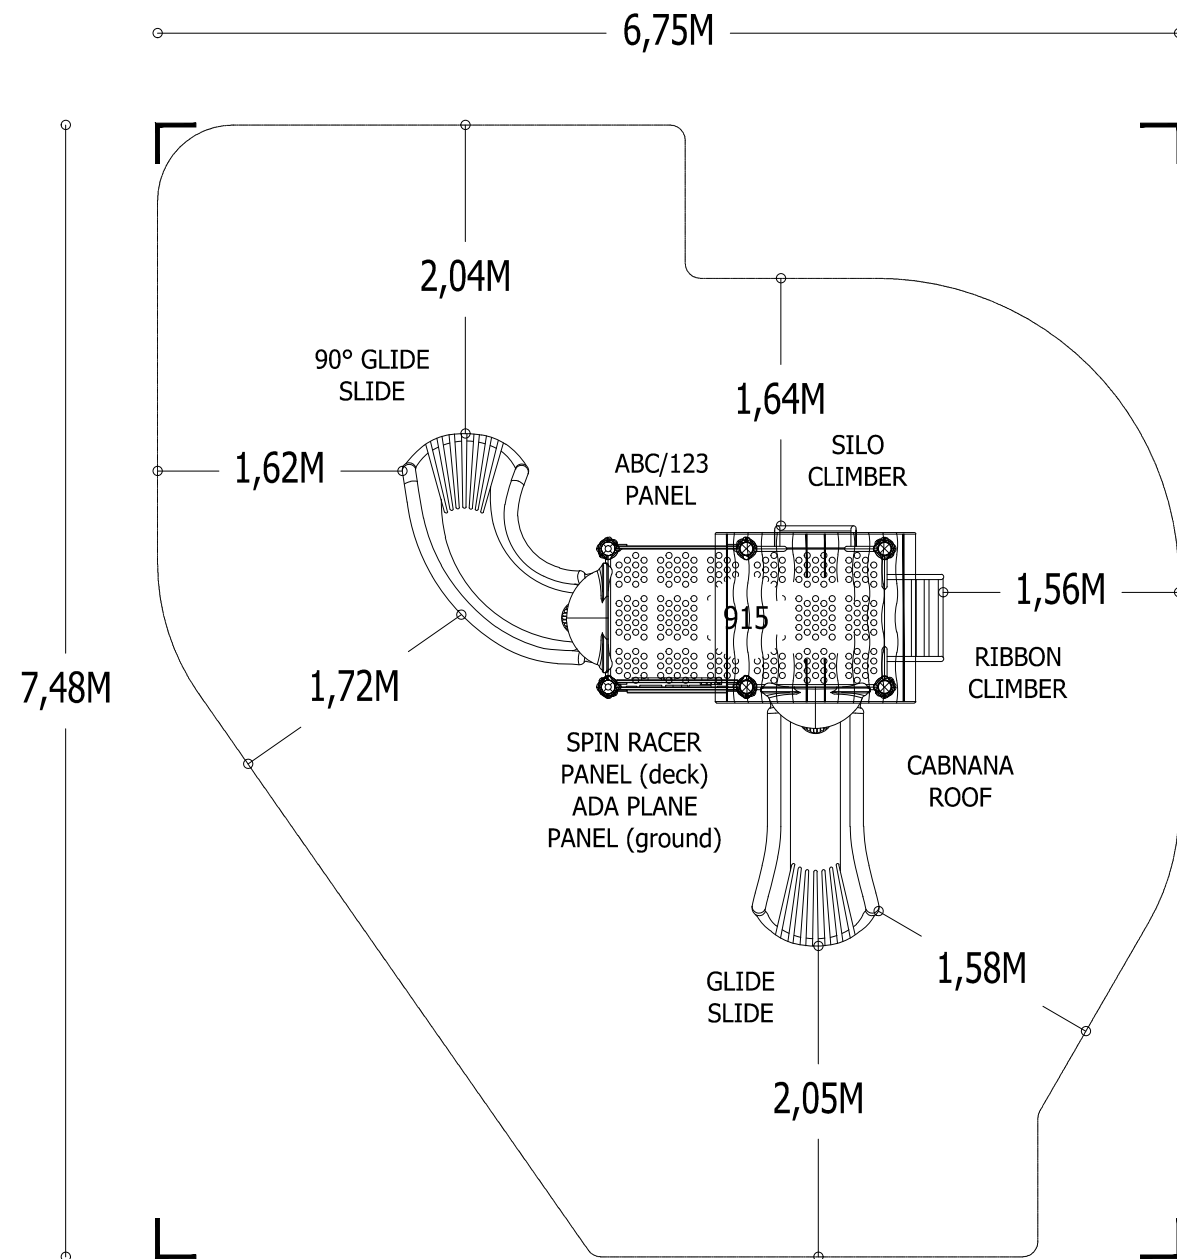 6,75M
2,04M
90° GLIDE
SLIDE
1,64M
SILO
CLIMBER
1,62M
ABC/123
PANEL
1,56M
915
RIBBON
CLIMBER
7,48M
1,72M
SPIN RACER
PANEL (deck)
ADA PLANE
PANEL (ground)
CABNANA
ROOF
1,58M
GLIDE
SLIDE
2,05M